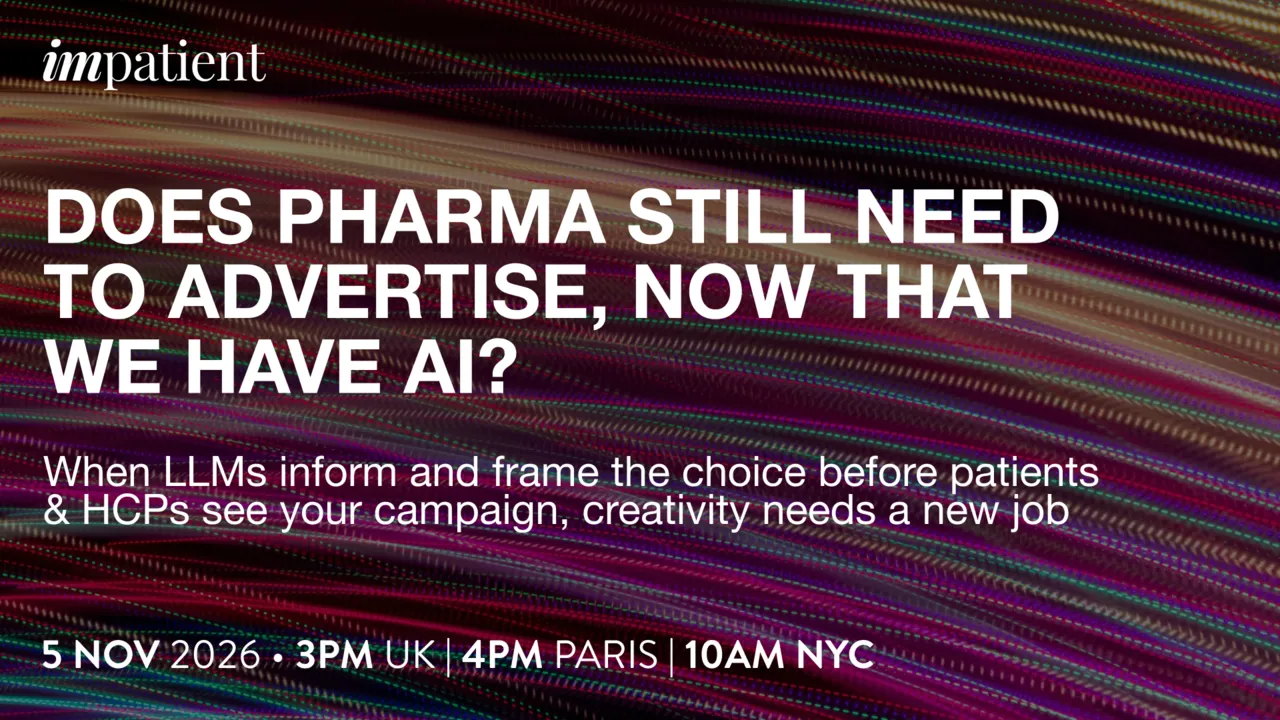 impatient
DOES PHARMA STILL NEED
TO ADVERTISE, NOW THAT
WE HAVE AI?
When LLMs inform and frame the choice before patients
& HCPs see your campaign, creativity needs a new job
5 NOV 2026 • 3PM UK | 4PM PARIS | 10AM NYC